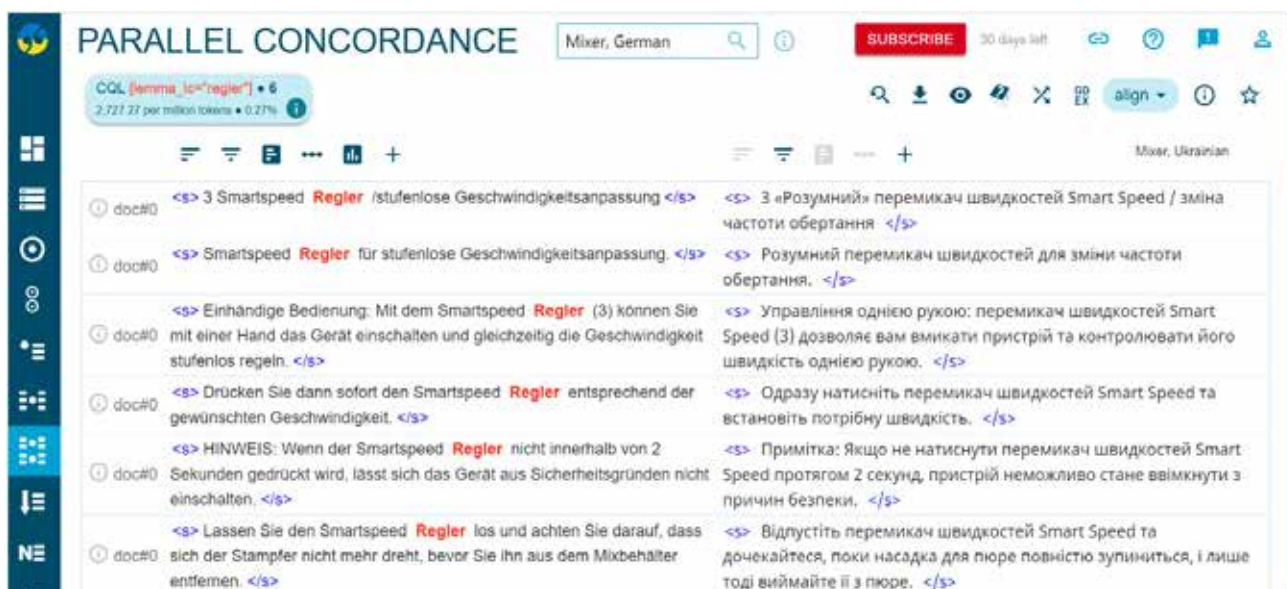 PARALLEL CONCORDANCE
Mixer, German
SUBSCRIBE
30 days left
CQL [lemma_lc="regler"] • 6
2,727.27 per million tokens • 0.27%
GD
EX
align
Mixer, Ukrainian
doc#0
<s> 3 Smartspeed Regler /stufenlose Geschwindigkeitsanpassung </s>
<s> 3 «Розумний» перемикач швидкостей Smart Speed / зміна
частоти обертання </s>
doc#0
<s> Smartspeed Regler für stufenlose Geschwindigkeitsanpassung. </s>
<s> Розумний перемикач швидкостей для зміни частоти
обертання. </s>
doc#0
<s> Einhändige Bedienung: Mit dem Smartspeed Regler (3) können Sie
mit einer Hand das Gerät einschalten und gleichzeitig die Geschwindigkeit
stufenlos regeln. </s>
<s> Управління однією рукою: перемикач швидкостей Smart
Speed (3) дозволяє вам вмикати пристрій та контролювати його
швидкість однією рукою. </s>
doc#0
<s> Drücken Sie dann sofort den Smartspeed Regler entsprechend der
gewünschten Geschwindigkeit. </s>
<s> Одразу натисніть перемикач швидкостей Smart Speed та
встановіть потрібну швидкість. </s>
doc#0
<s> HINWEIS: Wenn der Smartspeed Regler nicht innerhalb von 2
Sekunden gedrückt wird, lässt sich das Gerät aus Sicherheitsgründen nicht
einschalten. </s>
<s> Примітка: Якщо не натиснути перемикач швидкостей Smart
Speed протягом 2 секунд, пристрій неможливо стане ввімкнути з
причин безпеки. </s>
doc#0
<s> Lassen Sie den Smartspeed Regler los und achten Sie darauf, dass
sich der Stampfer nicht mehr dreht, bevor Sie ihn aus dem Mixbehälter
entfernen. </s>
<s> Відпустіть перемикач швидкостей Smart Speed та
дочекайтеся, поки насадка для пюре повністю зупиниться, і лише
тоді виймайте її з пюре. </s>